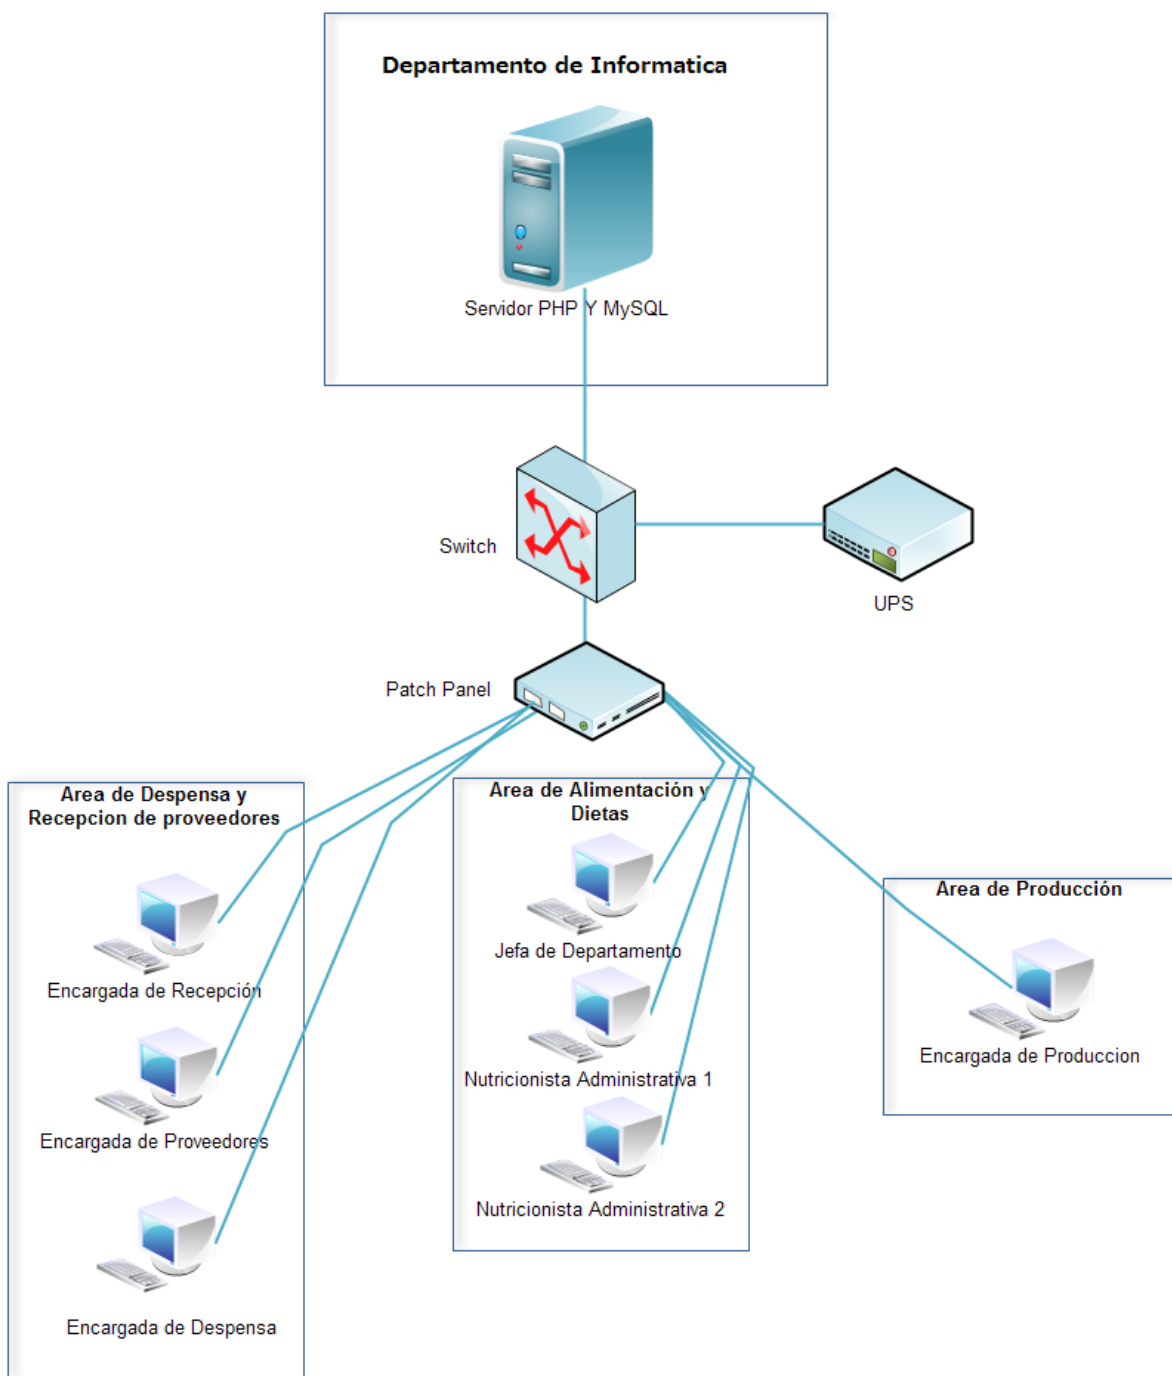 Departamento de Informatica
Servidor PHP Y MySQL
Switch
UPS
Patch Panel
Area de Despensa y
Recepcion de proveedores
Encargada de Recepción
Encargada de Proveedores
Encargada de Despensa
Area de Alimentación y
Dietas
Jefa de Departamento
Nutricionista Administrativa 1
Nutricionista Administrativa 2
Area de Producción
Encargada de Produccion